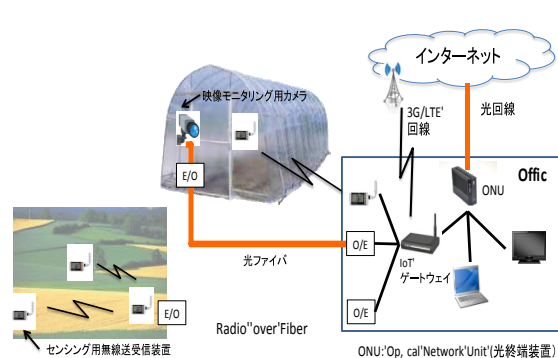 インターネット
映像モニタリング用カメラ
3G/LTE'
回線
光回線
E/O
ONU
Offic
光ファイバ
O/E
IoT'
ゲートウェイ
E/O
O/E
Radio''over'Fiber
センシング用無線送受信装置
ONU:'Op, cal'Network'Unit'(光終端装置)